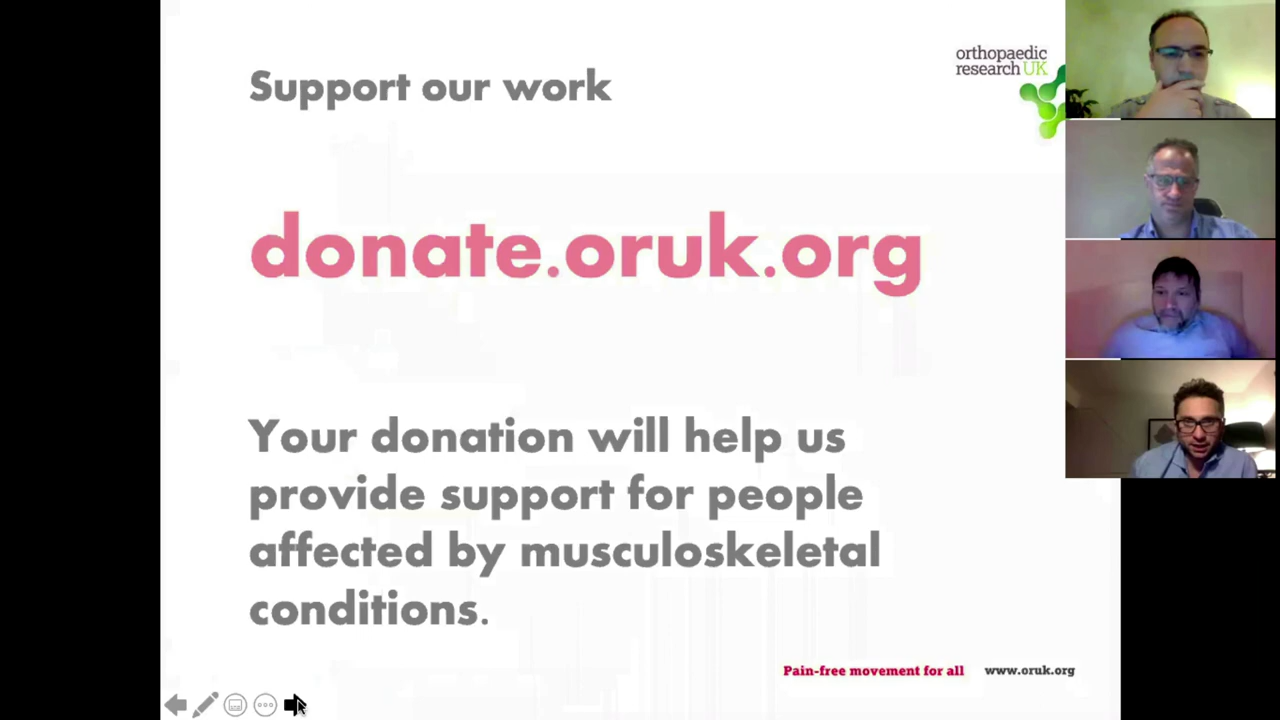 Support our work
orthopaedic
research UK
donate.oruk.org
Your donation will help us
provide support for people
affected by musculoskeletal
conditions.
Pain-free movement for all www.oruk.org